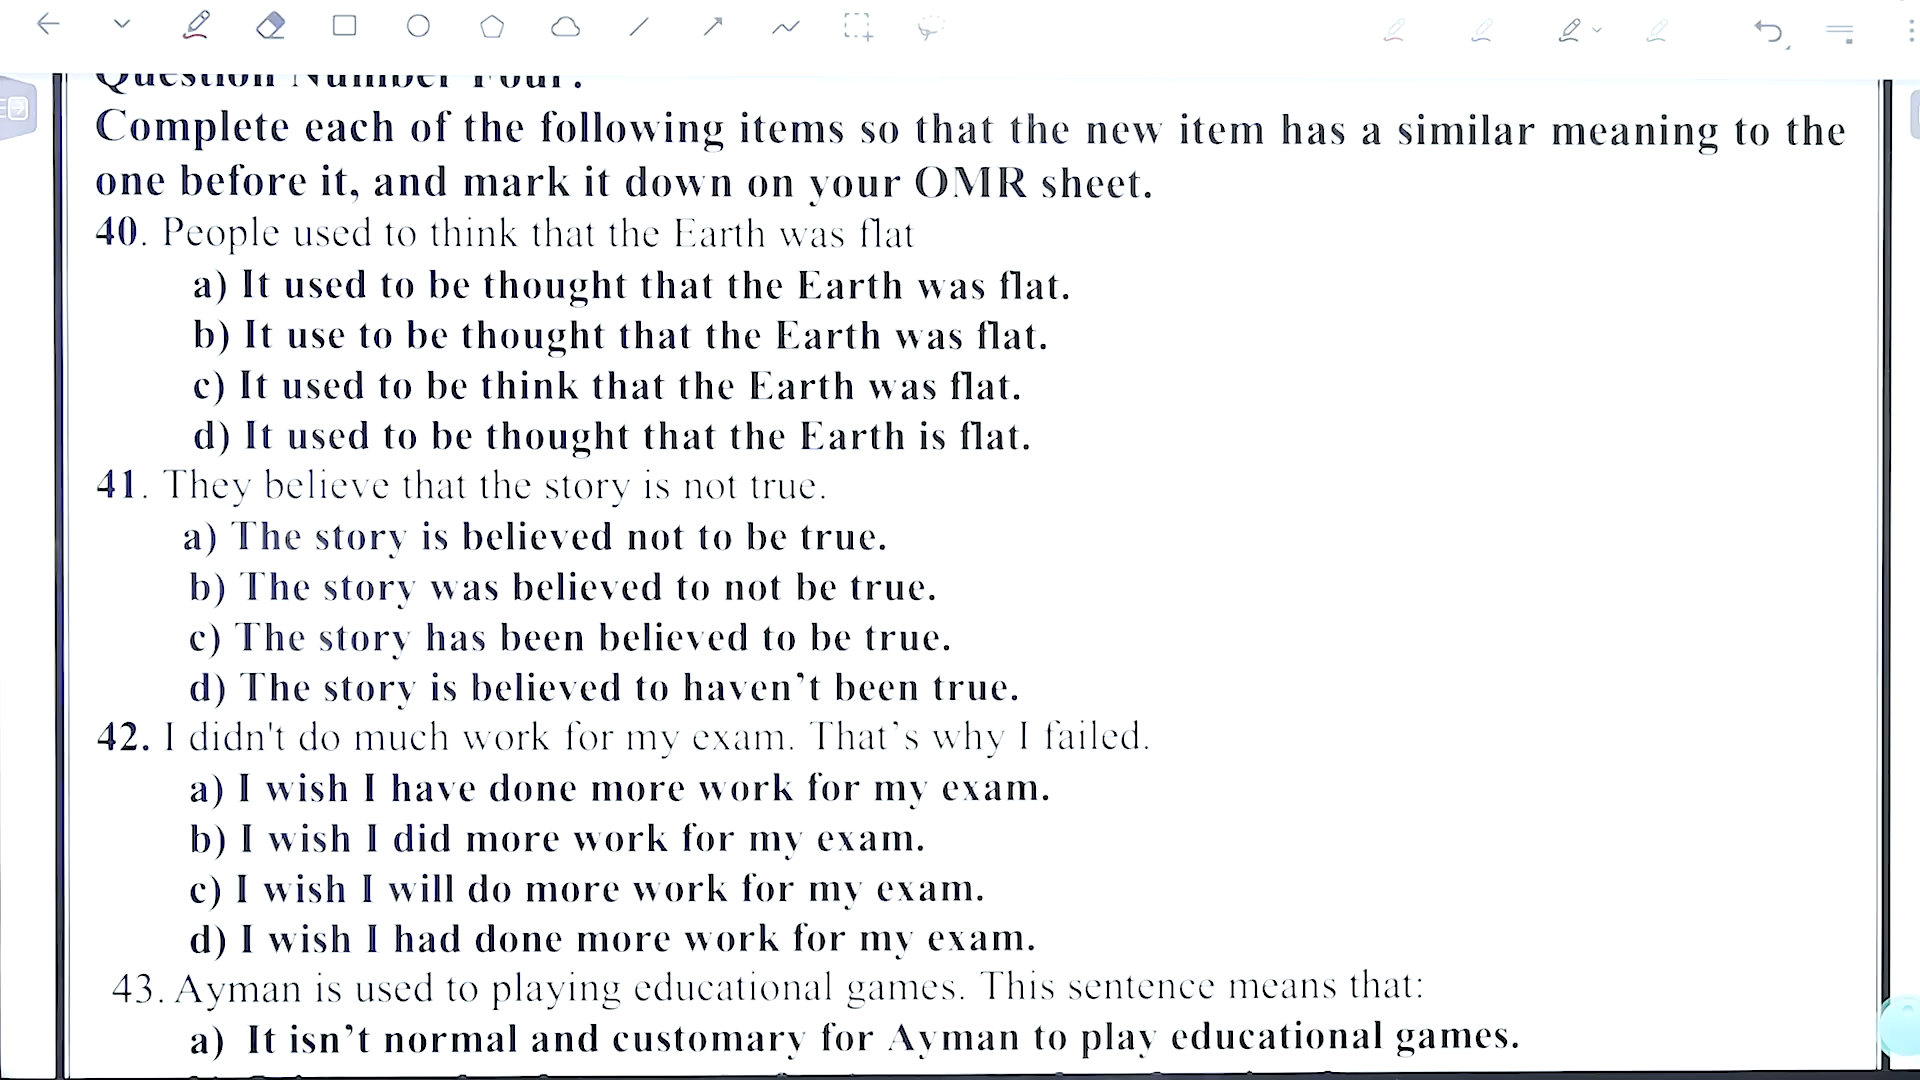 Question Number Four.
Complete each of the following items so that the new item has a similar meaning to the
one before it, and mark it down on your OMR sheet.
40. People used to think that the Earth was flat
a) It used to be thought that the Earth was flat.
b) It use to be thought that the Earth was flat.
c) It used to be think that the Earth was flat.
d) It used to be thought that the Earth is flat.
41. They believe that the story is not true.
a) The story is believed not to be true.
b) The story was believed to not be true.
c) The story has been believed to be true.
d) The story is believed to haven’t been true.
42. I didn't do much work for my exam. That’s why I failed.
a) I wish I have done more work for my exam.
b) I wish I did more work for my exam.
c) I wish I will do more work for my exam.
d) I wish I had done more work for my exam.
43. Ayman is used to playing educational games. This sentence means that:
a) It isn’t normal and customary for Ayman to play educational games.